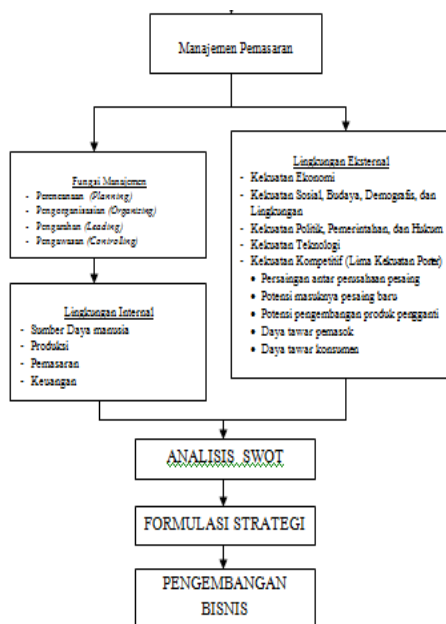 Manajemen Pemasaran
Fungsi Manajemen
- Perencanaan (Planning)
- Pengorganisasian (Organizing)
- Pengarahan (Leading)
- Pengawasan (Controlling)
Lingkungan Internal
- Sumber Daya manusia
- Produksi
- Pemasaran
- Keuangan
Lingkungan Eksternal
- Kekuatan Ekonomi
- Kekuatan Sosial, Budaya, Demografis, dan
Lingkungan
- Kekuatan Politik, Pemerintahan, dan Hukum
- Kekuatan Teknologi
- Kekuatan Kompetitif (Lima Kekuatan Porter)
• Persaingan antar perusahaan pesaing
• Potensi masuknya pesaing baru
• Potensi pengembangan produk pengganti
• Daya tawar pemasok
• Daya tawar konsumen
ANALISIS SWOT
FORMULASI STRATEGI
PENGEMBANGAN
BISNIS